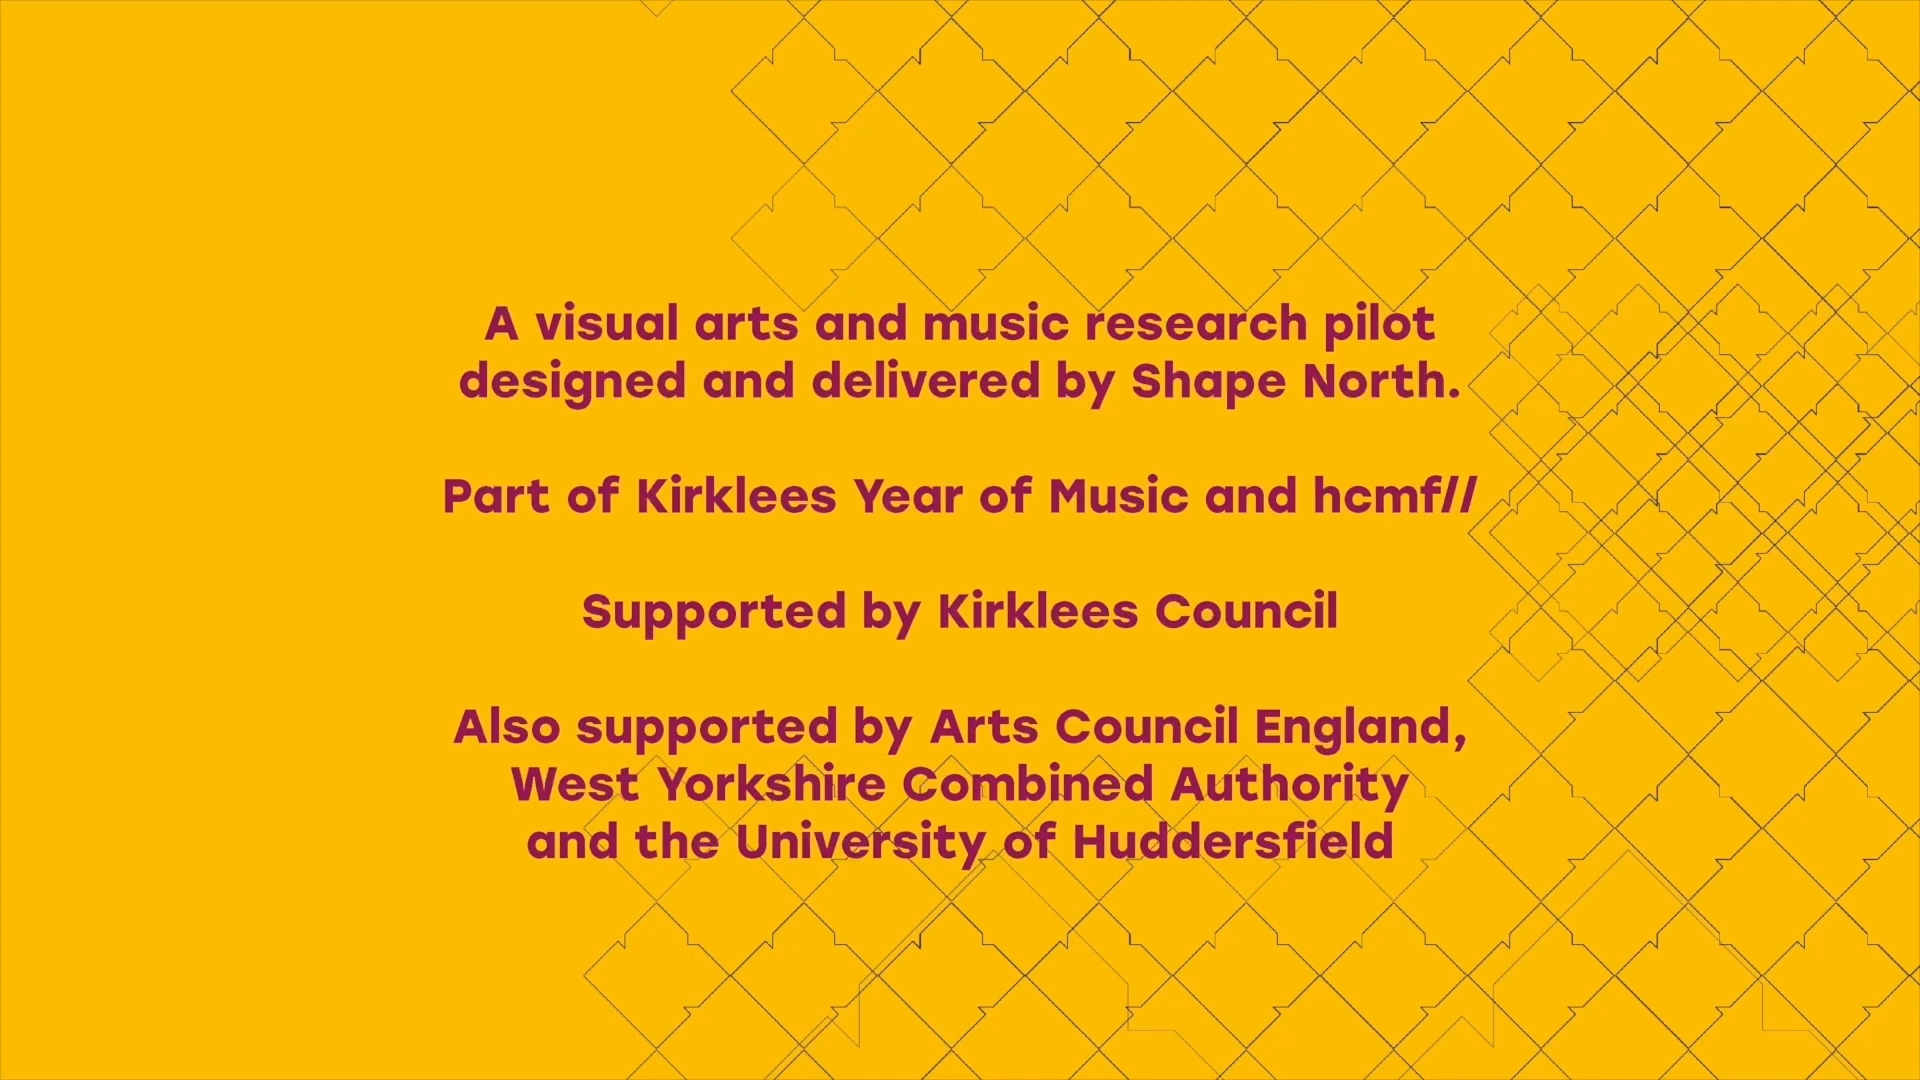 A visual arts and music research pilot
designed and delivered by Shape North.
Part of Kirklees Year of Music and hcmf//
Supported by Kirklees Council
Also supported by Arts Council England,
West Yorkshire Combined Authority
and the University of Huddersfield